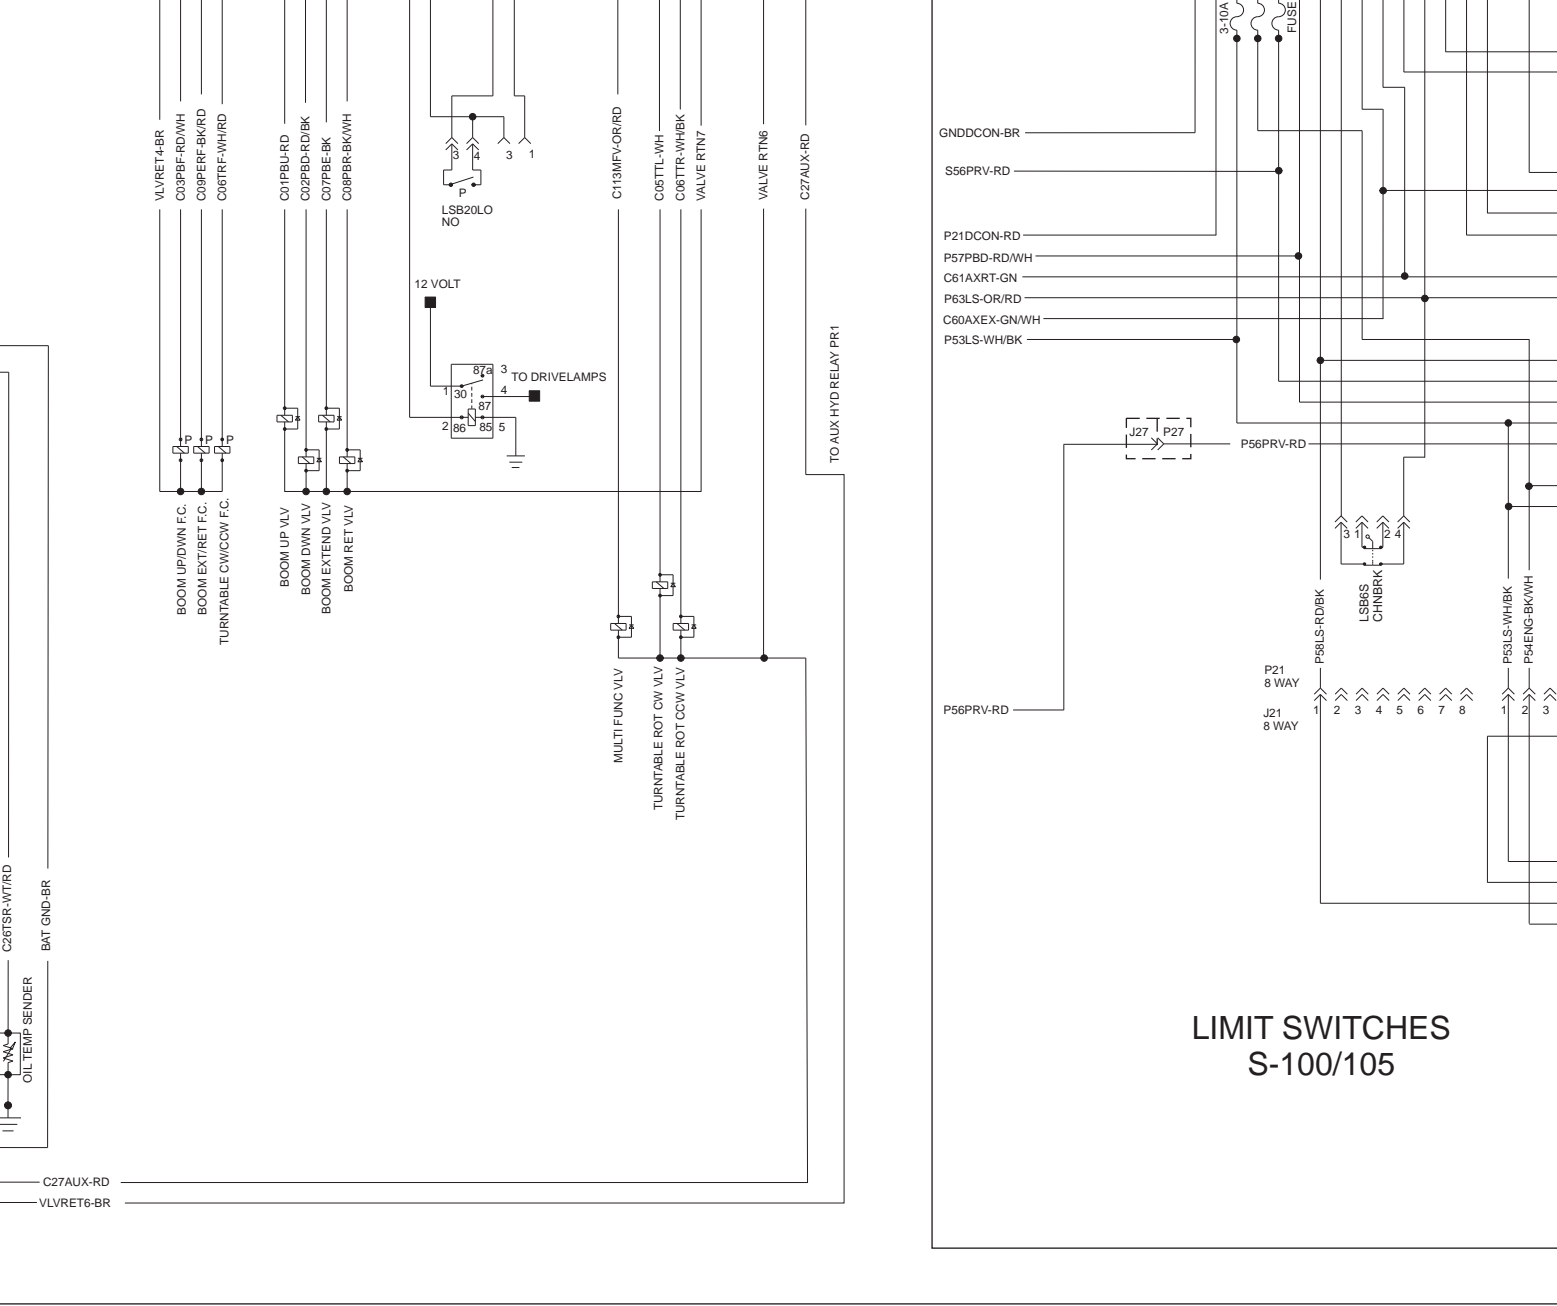 VLVRET4-BR
C03PBF-RD/WH
C09PERF-BK/RD
C06TRF-WH/RD
C01PBU-RD
C02PBD-RD/BK
C07PBE-BK
C08PBR-BK/WH
3
4
3
1
P
LSB20LO
NO
C113MFV-OR/RD
C05TTL-WH
C06TTR-WH/BK
VALVE RTN7
VALVE RTN6
C27AUX-RD
12 VOLT
87a
3
TO DRIVELAMPS
1
30
4
87
2
86
85
5
TO AUX HYD RELAY PR1
P
P
P
BOOM UP/DWN F.C.
BOOM EXT/RET F.C.
TURNTABLE CW/CCW F.C.
BOOM UP VLV
BOOM DWN VLV
BOOM EXTEND VLV
BOOM RET VLV
MULTI FUNC VLV
TURNTABLE ROT CW VLV
TURNTABLE ROT CCW VLV
C26TSR-WT/RD
BAT GND-BR
OIL TEMP SENDER
C27AUX-RD
VLVRET6-BR
3-10A
FUSE
GNDDCON-BR
S56PRV-RD
P21DCON-RD
P57PBD-RD/WH
C61AXRT-GN
P63LS-OR/RD
C60AXEX-GN/WH
P53LS-WH/BK
J27
P27
P56PRV-RD
3
1
2
4
LSB6S
CHNBRK
P58LS-RD/BK
P53LS-WH/BK
P54ENG-BK/WH
P21
8 WAY
J21
8 WAY
1
2
3
4
5
6
7
8
1
2
3
P56PRV-RD
LIMIT SWITCHES
S-100/105